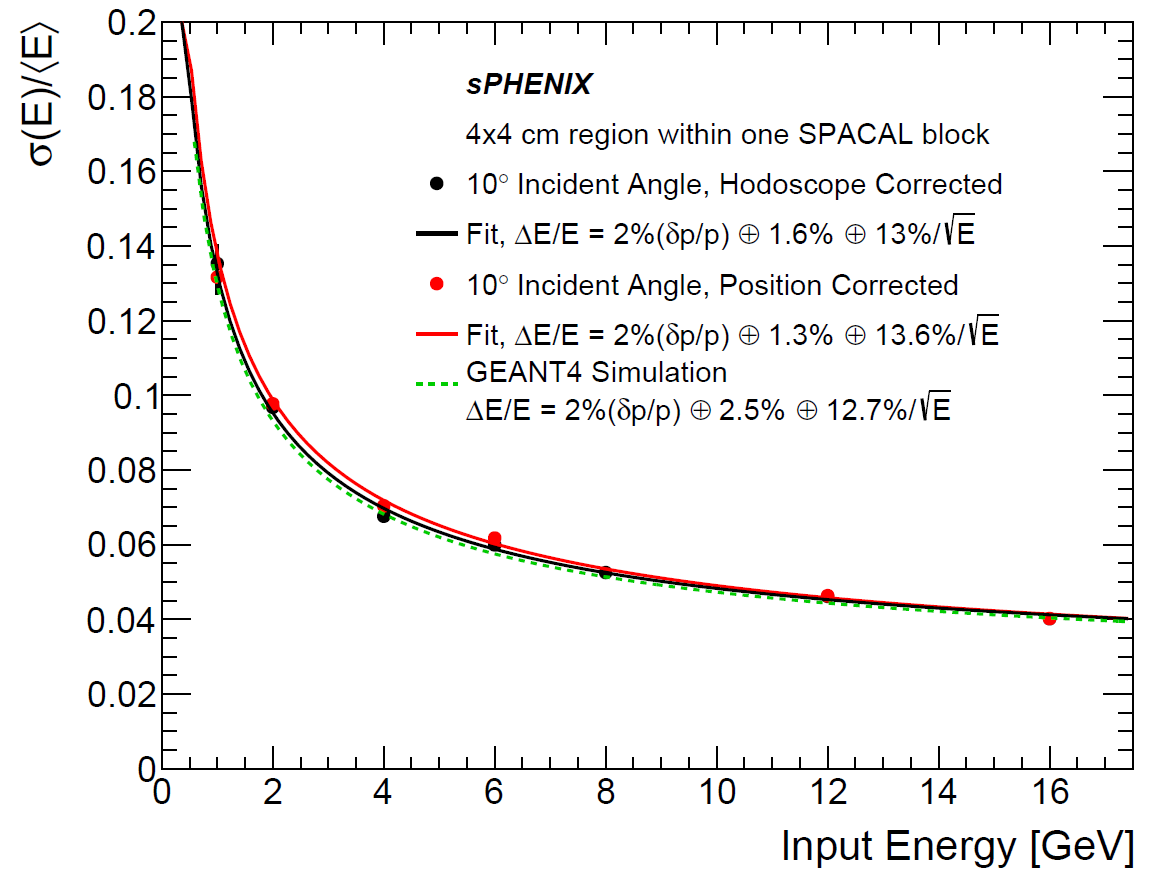 σ(E)/⟨E⟩
0.2
0.18
0.16
0.14
0.12
0.1
0.08
0.06
0.04
0.02
0
sPHENIX
4x4 cm region within one SPACAL block
10° Incident Angle, Hodoscope Corrected
Fit, ΔE/E = 2%(δp/p) ⊕ 1.6% ⊕ 13%/√E
10° Incident Angle, Position Corrected
Fit, ΔE/E = 2%(δp/p) ⊕ 1.3% ⊕ 13.6%/√E
GEANT4 Simulation
ΔE/E = 2%(δp/p) ⊕ 2.5% ⊕ 12.7%/√E
0 2 4 6 8 10 12 14 16
Input Energy [GeV]